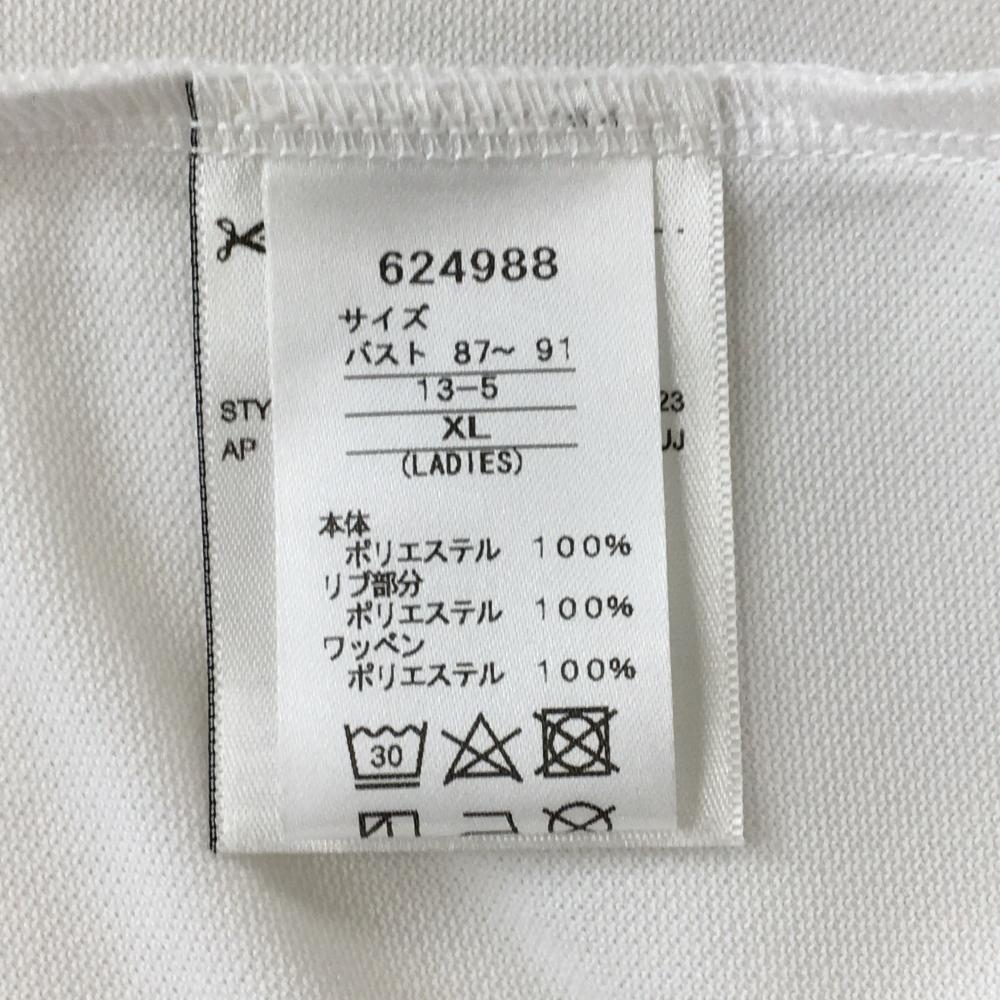 624988
サイズ
バスト 87～ 91
13-5
XL
(LADIES)
STY
23
AP
JJ
本体
ポリエステル 100%
リブ部分
ポリエステル 100%
ワッペン
ポリエステル 100%
30